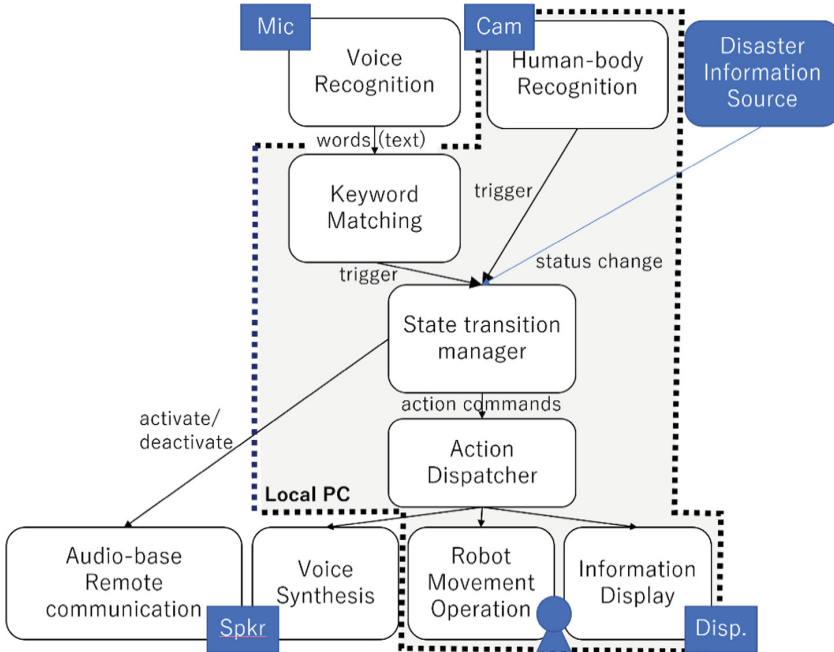 Mic
Voice
Recognition
Cam
Human-body
Recognition
Disaster
Information
Source
words (text)
Keyword
Matching
trigger
trigger
status change
State transition
manager
activate/
deactivate
action commands
Action
Dispatcher
Local PC
Audio-base
Remote
communication
Spkr
Voice
Synthesis
Robot
Movement
Operation
Information
Display
Disp.